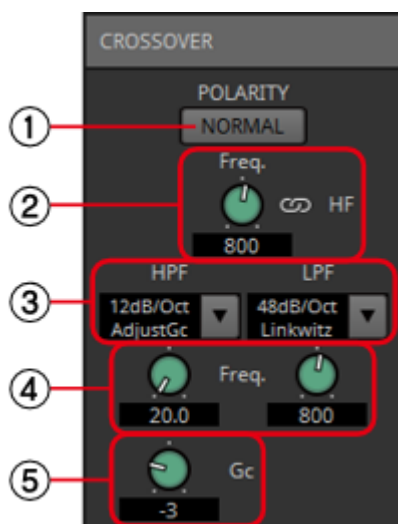 CROSSOVER
POLARITY
① NORMAL
Freq.
② HF
800
HPF LPF
③ 12dB/Oct 48dB/Oct
AdjustGc Linkwitz
④ Freq.
20.0 800
⑤ Gc
-3